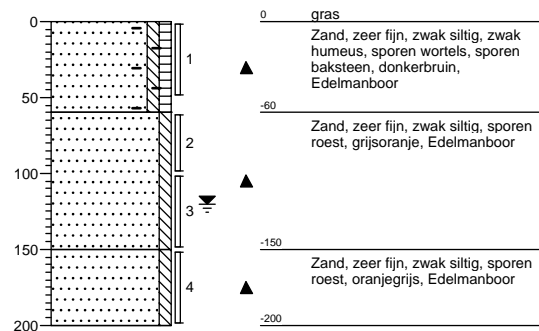 0
50
100
150
200
1
2
3
4
0
gras
Zand, zeer fijn, zwak siltig, zwak
humeus, sporen wortels, sporen
baksteen, donkerbruin,
Edelmanboor
-60
Zand, zeer fijn, zwak siltig, sporen
roest, grijsoranje, Edelmanboor
-150
Zand, zeer fijn, zwak siltig, sporen
roest, oranjegrijs, Edelmanboor
-200